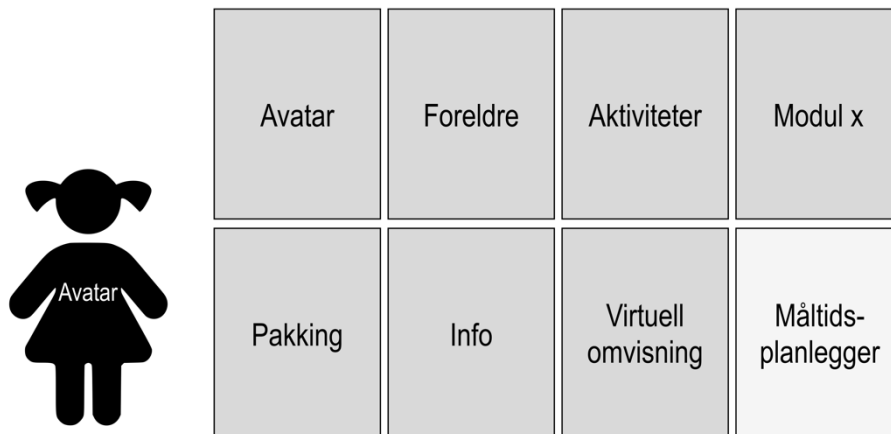 Avatar
Foreldre
Aktiviteter
Modul x
Avatar
Pakking
Info
Virtuell
omvisning
Måltids-
planlegger